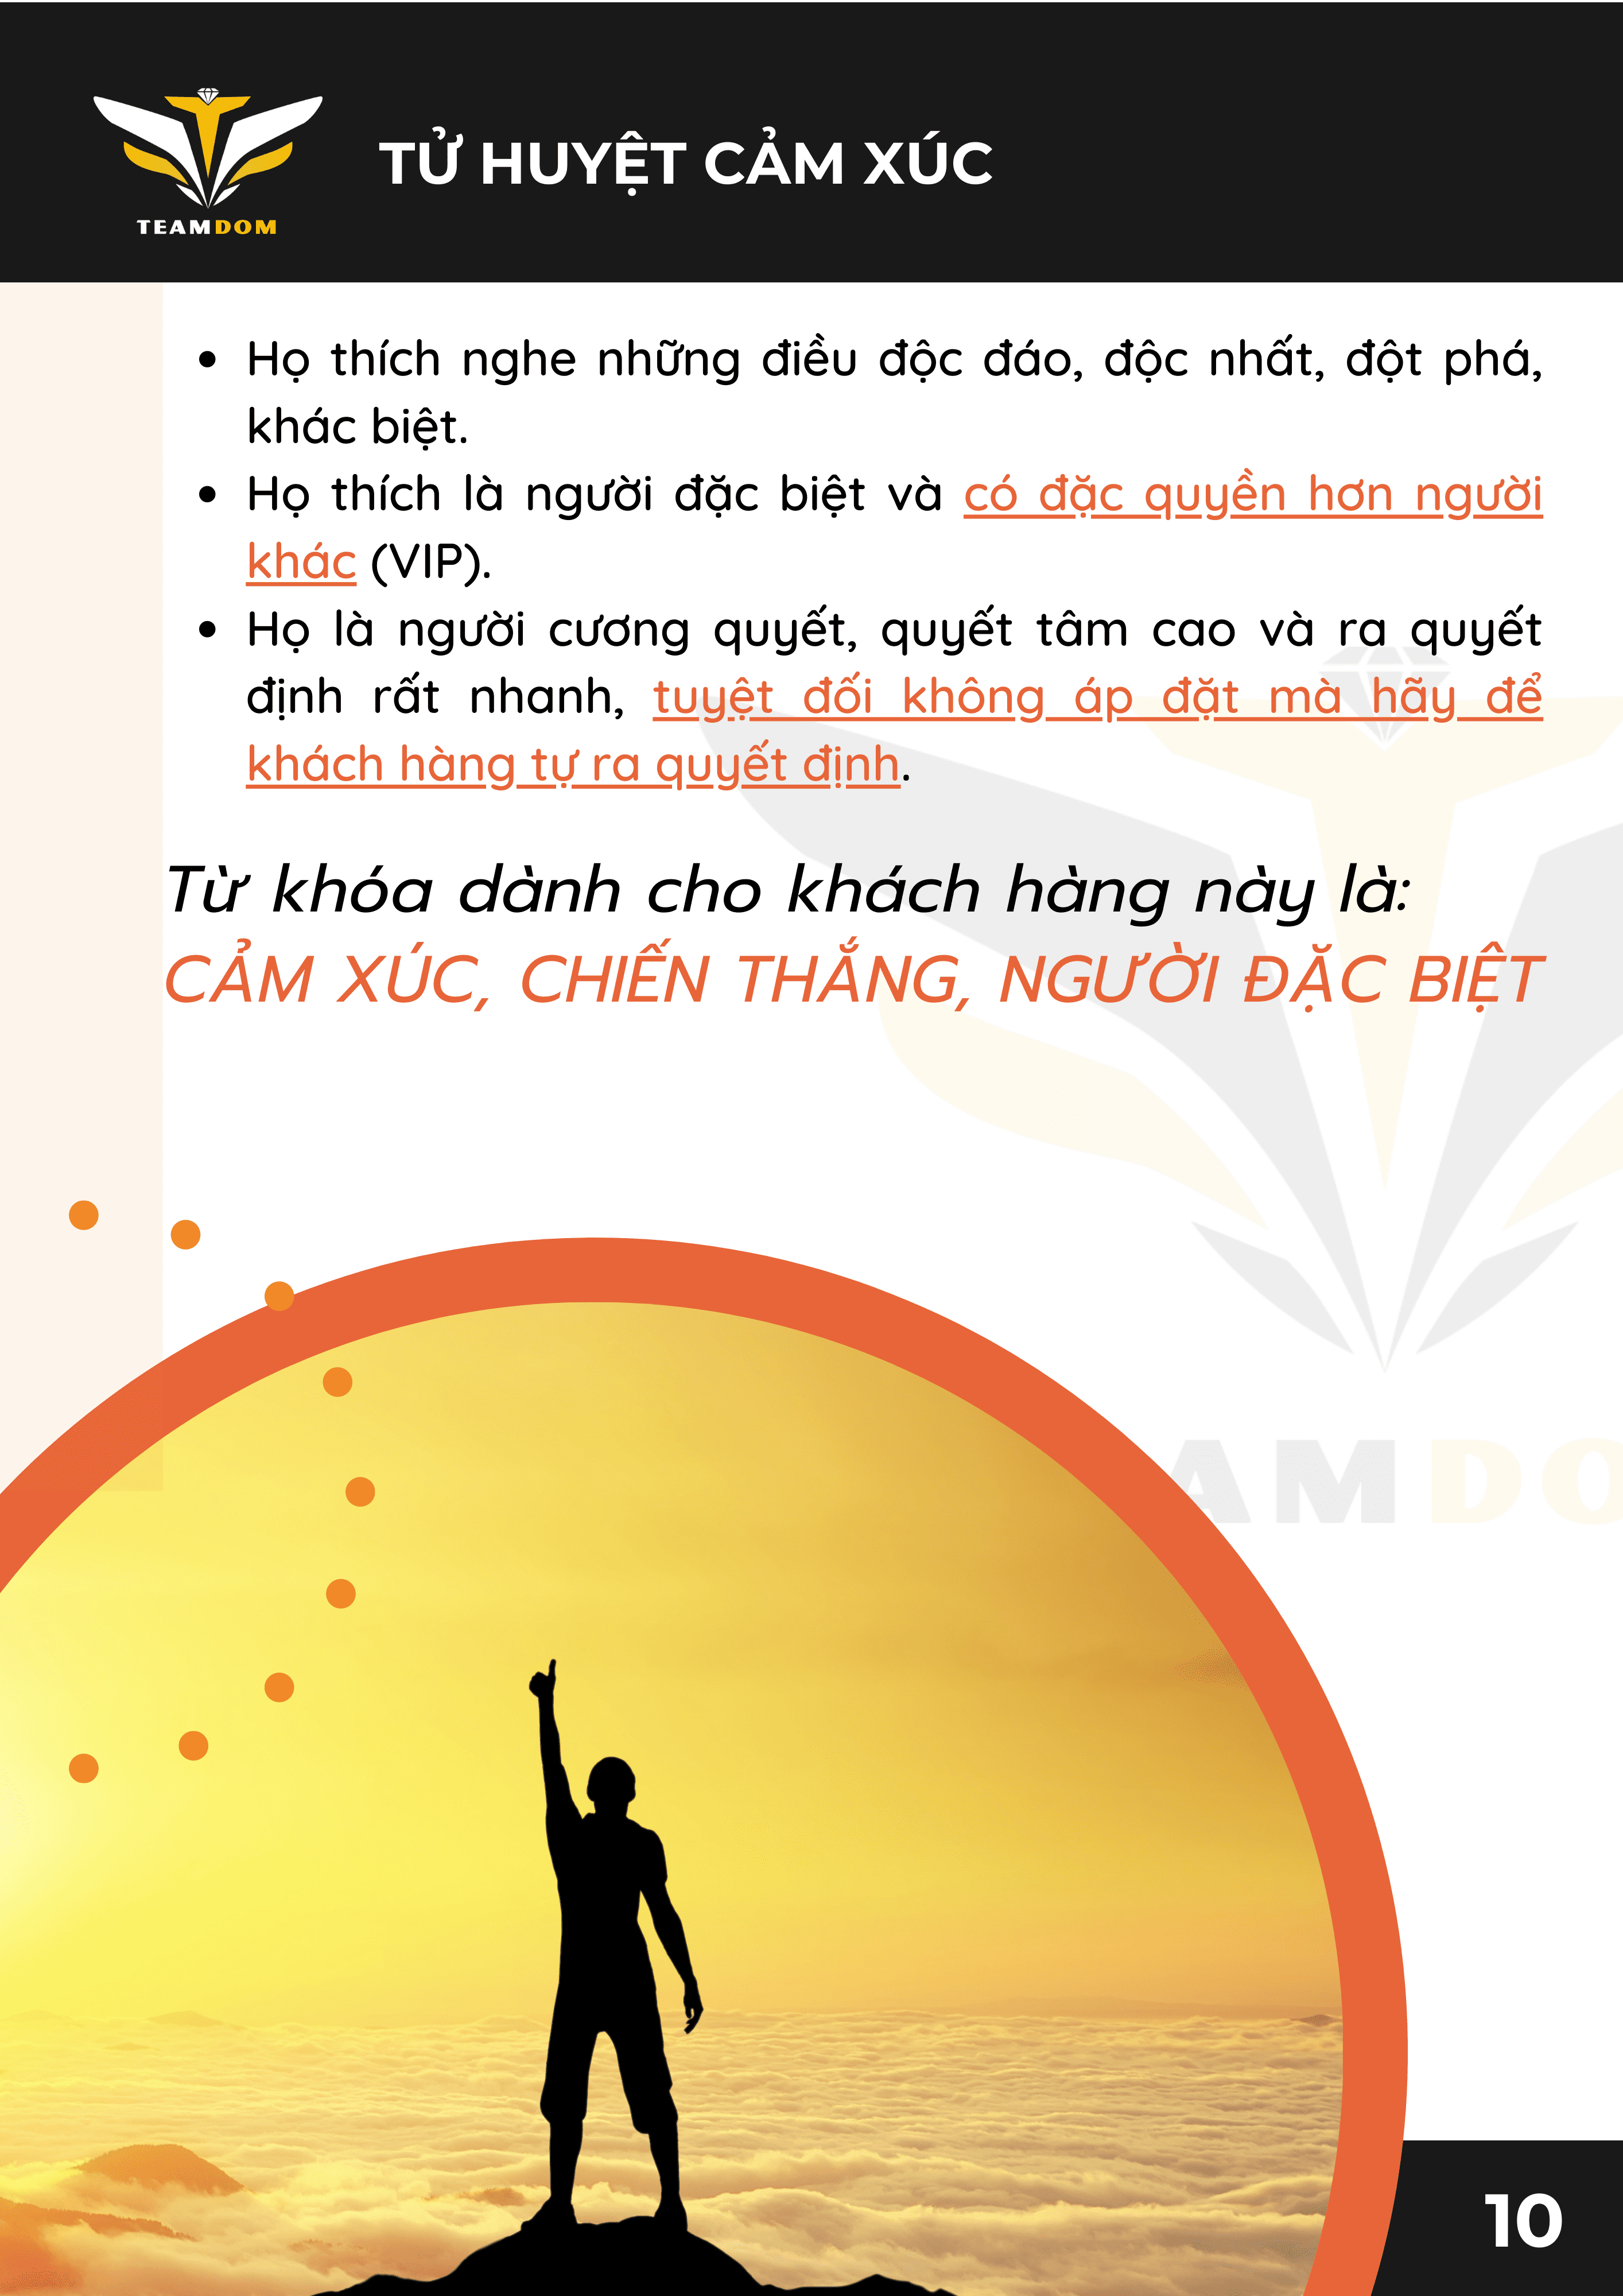 TEAMDOM
TỬ HUYỆT CẢM XÚC
Họ thích nghe những điều độc đáo, độc nhất, đột phá,
khác biệt.
Họ thích là người đặc biệt và có đặc quyền hơn người
khác (VIP).
Họ là người cương quyết, quyết tâm cao và ra quyết
định rất nhanh, tuyệt đối không áp đặt mà hãy để
khách hàng tự ra quyết định.
Từ khóa dành cho khách hàng này là:
CẢM XÚC, CHIẾN THẮNG, NGƯỜI ĐẶC BIỆT
AMDO
10